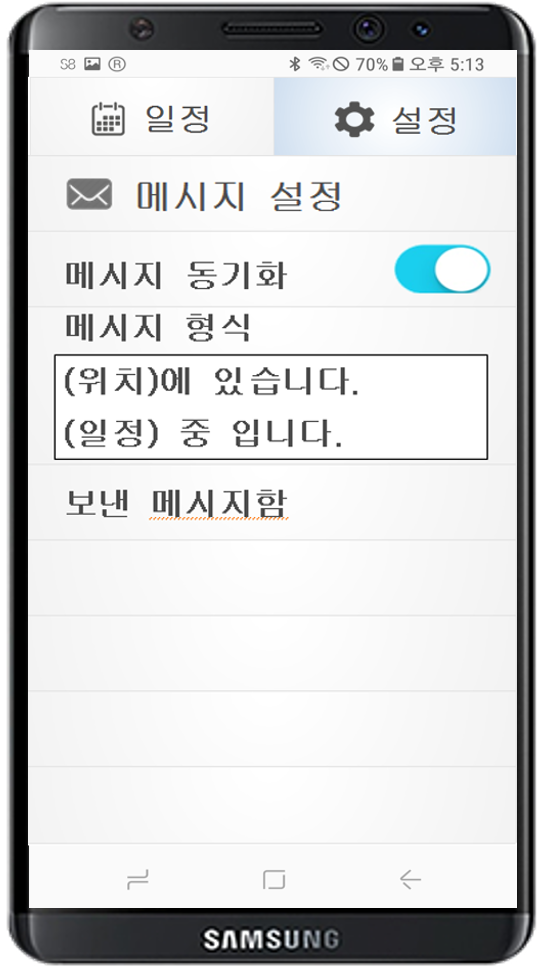 S8 Ⓡ 70% 오후 5:13
일정 설정
메시지 설정
메시지 동기화
메시지 형식
(위치)에 있습니다.
(일정) 중 입니다.
보낸 메시지함
SAMSUNG